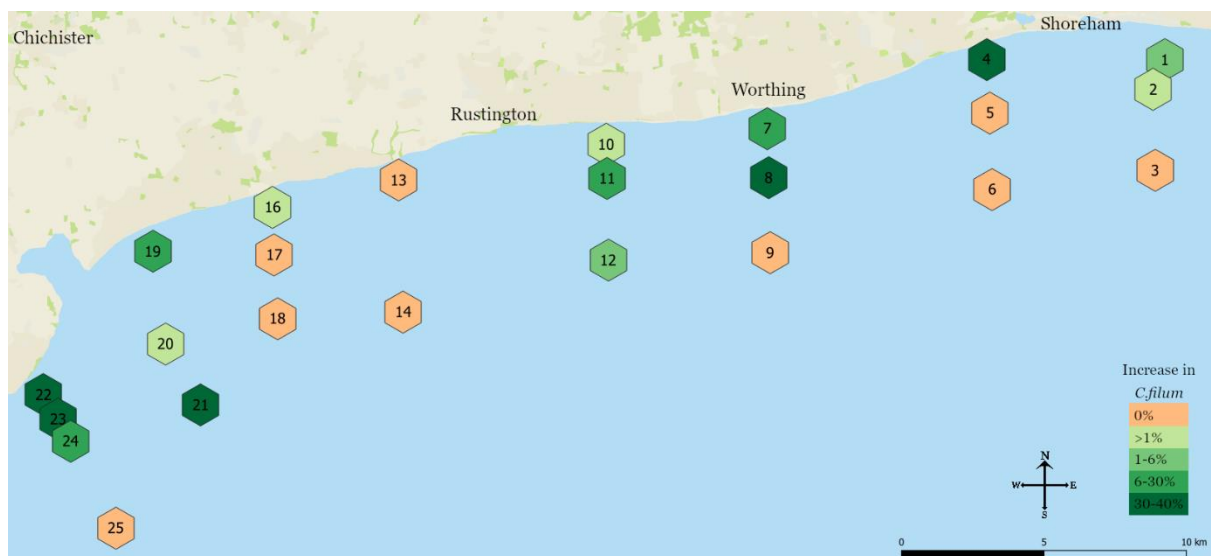 Chichister
Shoreham
4
1
2
Worthing
5
Rustington
7
10
3
13
11
8
6
16
19
17
12
9
18
14
20
22
21
23
24
25
Increase in
C.filum
0%
>1%
1-6%
6-30%
30-40%
N
W E
S
0 5 10 km